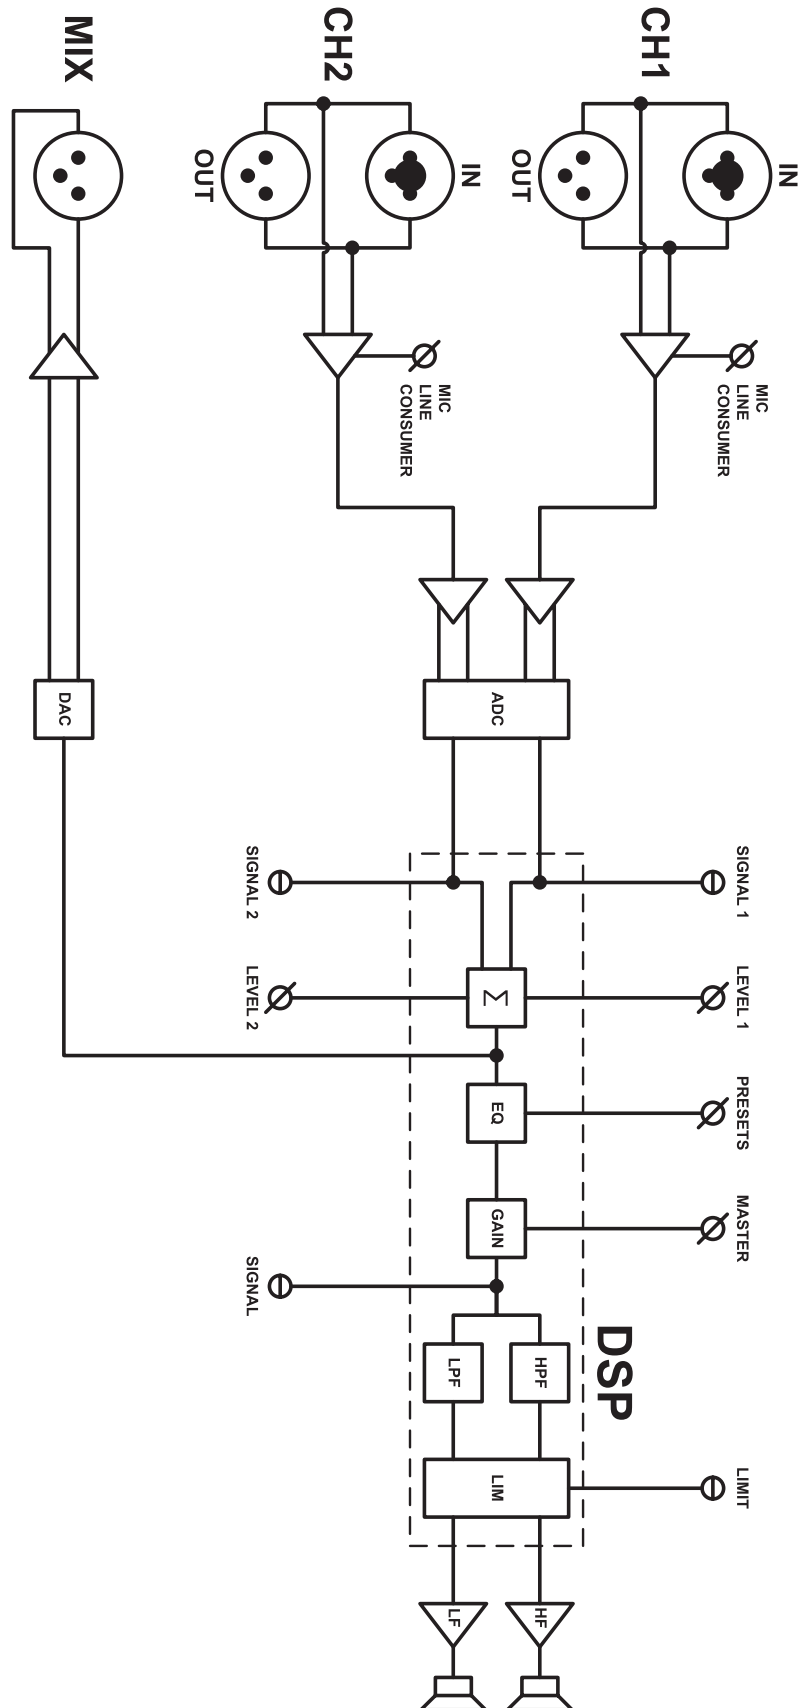 CH1
IN
OUT
MIC
LINE
CONSUMER
CH2
IN
OUT
MIC
LINE
CONSUMER
MIX
ADC
DAC
SIGNAL 1
LEVEL 1
PRESETS
MASTER
DSP
LIMIT
Σ
EQ
GAIN
HPF
LPF
LIM
HF
LF
SIGNAL 2
LEVEL 2
SIGNAL